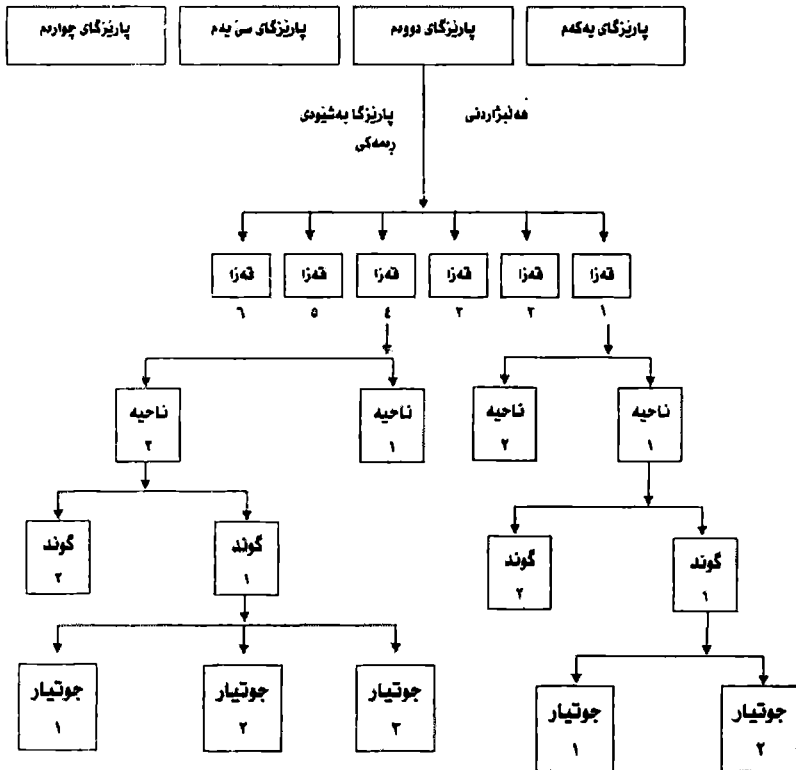 پارێزگای یەکەم
پارێزگای دووەم
پارێزگای سێ یەم
پارێزگای چوارەم
هەڵبژاردنی
پارێزگا بەشێوەی
ڕەمەکی
قەزا
١
قەزا
٢
قەزا
٣
قەزا
٤
قەزا
٥
قەزا
٦
ناحیە
١
ناحیە
٢
ناحیە
١
ناحیە
٢
گوند
١
گوند
٢
گوند
١
گوند
٢
جوتیار
٢
جوتیار
١
جوتیار
٣
جوتیار
٢
جوتیار
١